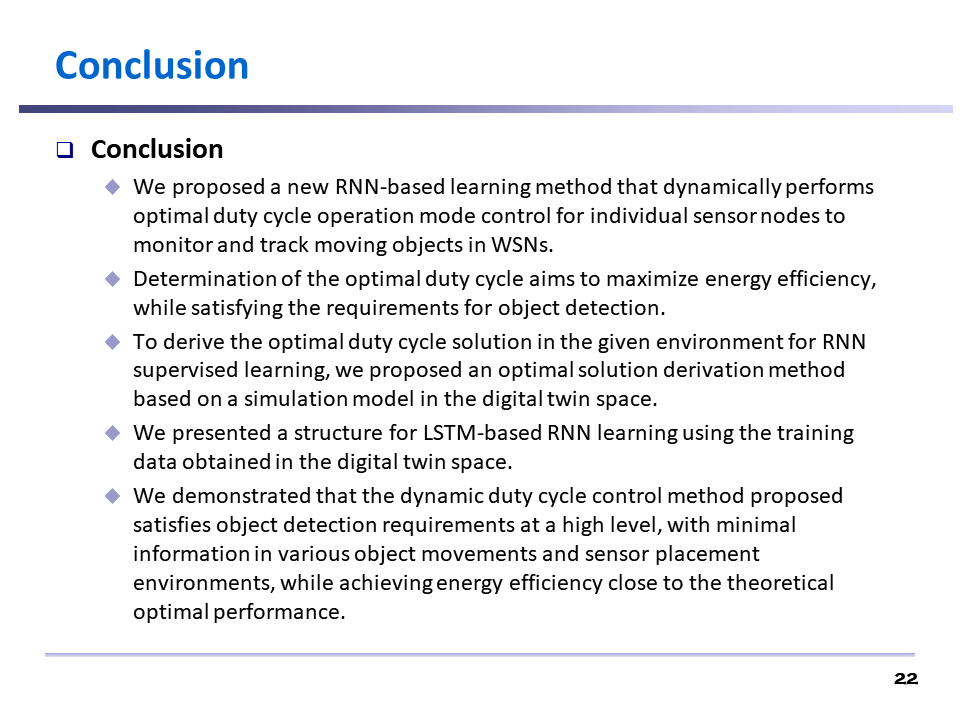 Conclusion
Conclusion
We proposed a new RNN-based learning method that dynamically performs
optimal duty cycle operation mode control for individual sensor nodes to
monitor and track moving objects in WSNs.
Determination of the optimal duty cycle aims to maximize energy efficiency,
while satisfying the requirements for object detection.
To derive the optimal duty cycle solution in the given environment for RNN
supervised learning, we proposed an optimal solution derivation method
based on a simulation model in the digital twin space.
We presented a structure for LSTM-based RNN learning using the training
data obtained in the digital twin space.
We demonstrated that the dynamic duty cycle control method proposed
satisfies object detection requirements at a high level, with minimal
information in various object movements and sensor placement
environments, while achieving energy efficiency close to the theoretical
optimal performance.
22